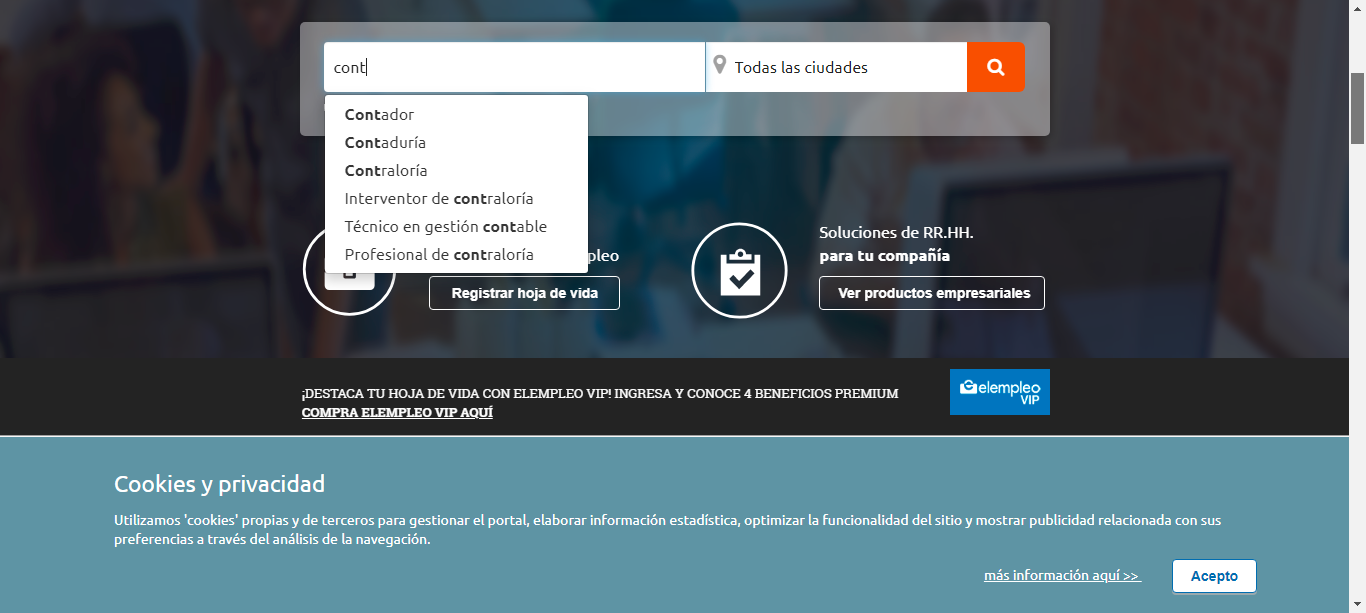 cont
Todas las ciudades
Contador
Contaduría
Contraloría
Interventor de contraloría
Técnico en gestión contable
Profesional de contraloría
Registrar hoja de vida
Soluciones de RR.HH.
para tu compañía
Ver productos empresariales
¡DESTACA TU HOJA DE VIDA CON ELEMPLEO VIP! INGRESA Y CONOCE 4 BENEFICIOS PREMIUM
COMPRA ELEMPLEO VIP AQUÍ
elempleo
VIP
Cookies y privacidad
Utilizamos 'cookies' propias y de terceros para gestionar el portal, elaborar información estadística, optimizar la funcionalidad del sitio y mostrar publicidad relacionada con sus
preferencias a través del análisis de la navegación.
más información aquí >>
Acepto